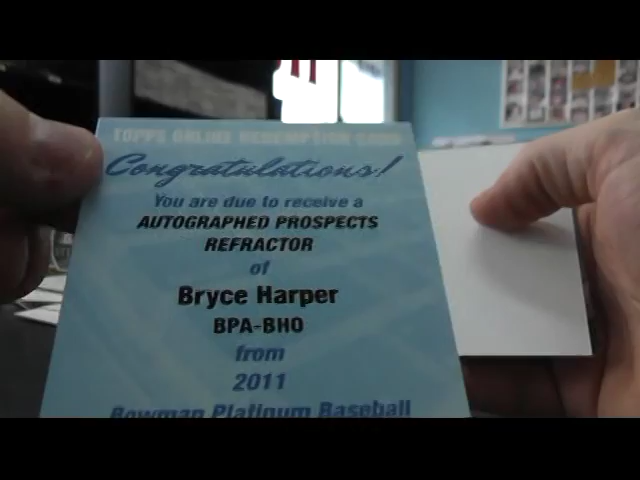 TOPPS ONLINE REDEMPTION CARD
Congratulations!
You are due to receive a
AUTOGRAPHED PROSPECTS
REFRACTOR
of
Bryce Harper
BPA-BHO
from
2011
Bowman Platinum Baseball